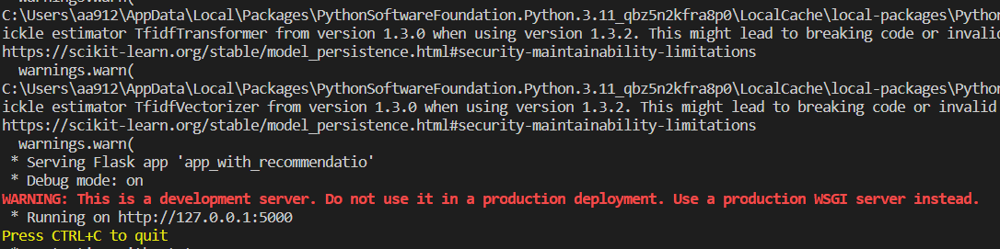 warnings.warn(
C:\Users\aa912\AppData\Local\Packages\PythonSoftwareFoundation.Python.3.11_qbz5n2kfra8p0\LocalCache\local-packages\Python
ickle estimator TfidfTransformer from version 1.3.0 when using version 1.3.2. This might lead to breaking code or invalid
https://scikit-learn.org/stable/model_persistence.html#security-maintainability-limitations
  warnings.warn(
C:\Users\aa912\AppData\Local\Packages\PythonSoftwareFoundation.Python.3.11_qbz5n2kfra8p0\LocalCache\local-packages\Python
ickle estimator TfidfVectorizer from version 1.3.0 when using version 1.3.2. This might lead to breaking code or invalid
https://scikit-learn.org/stable/model_persistence.html#security-maintainability-limitations
  warnings.warn(
 * Serving Flask app 'app_with_recommendatio'
 * Debug mode: on
WARNING: This is a development server. Do not use it in a production deployment. Use a production WSGI server instead.
 * Running on http://127.0.0.1:5000
Press CTRL+C to quit